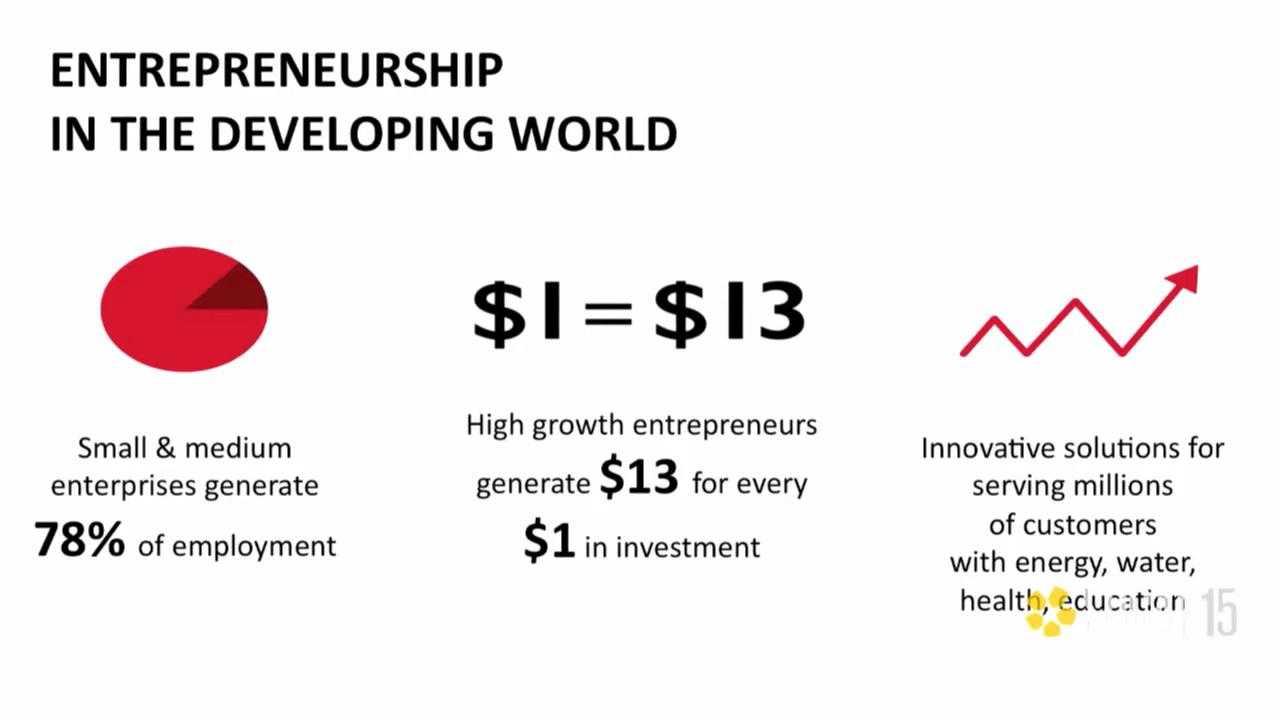 ENTREPRENEURSHIP
IN THE DEVELOPING WORLD
Small & medium
enterprises generate
78% of employment
$1 = $13
High growth entrepreneurs
generate $13 for every
$1 in investment
Innovative solutions for
serving millions
of customers
with energy, water,
health, education
15